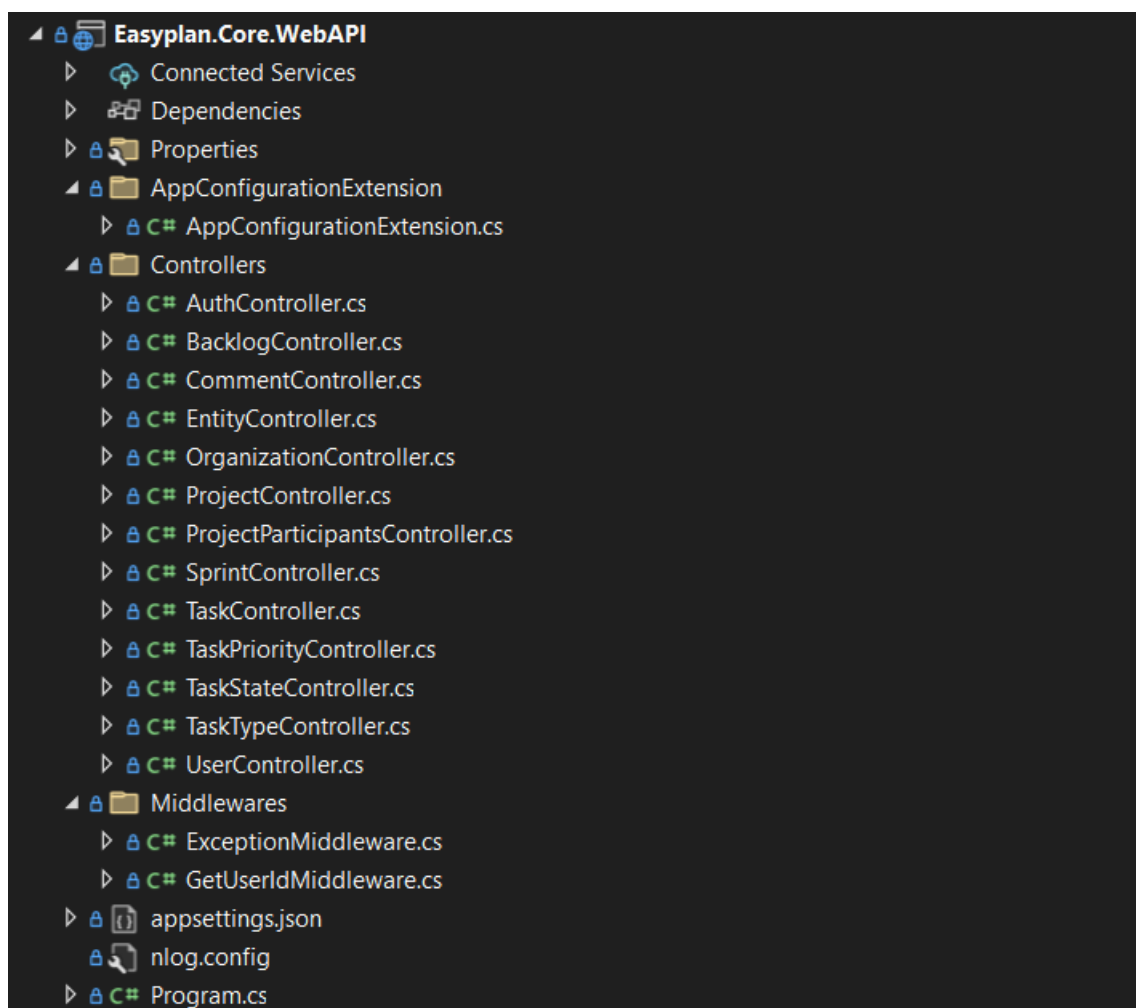 Easyplan.Core.WebAPI
Connected Services
Dependencies
Properties
AppConfigurationExtension
C# AppConfigurationExtension.cs
Controllers
C# AuthController.cs
C# BacklogController.cs
C# CommentController.cs
C# EntityController.cs
C# OrganizationController.cs
C# ProjectController.cs
C# ProjectParticipantsController.cs
C# SprintController.cs
C# TaskController.cs
C# TaskPriorityController.cs
C# TaskStateController.cs
C# TaskTypeController.cs
C# UserController.cs
Middlewares
C# ExceptionMiddleware.cs
C# GetUserIdMiddleware.cs
appsettings.json
nlog.config
C# Program.cs